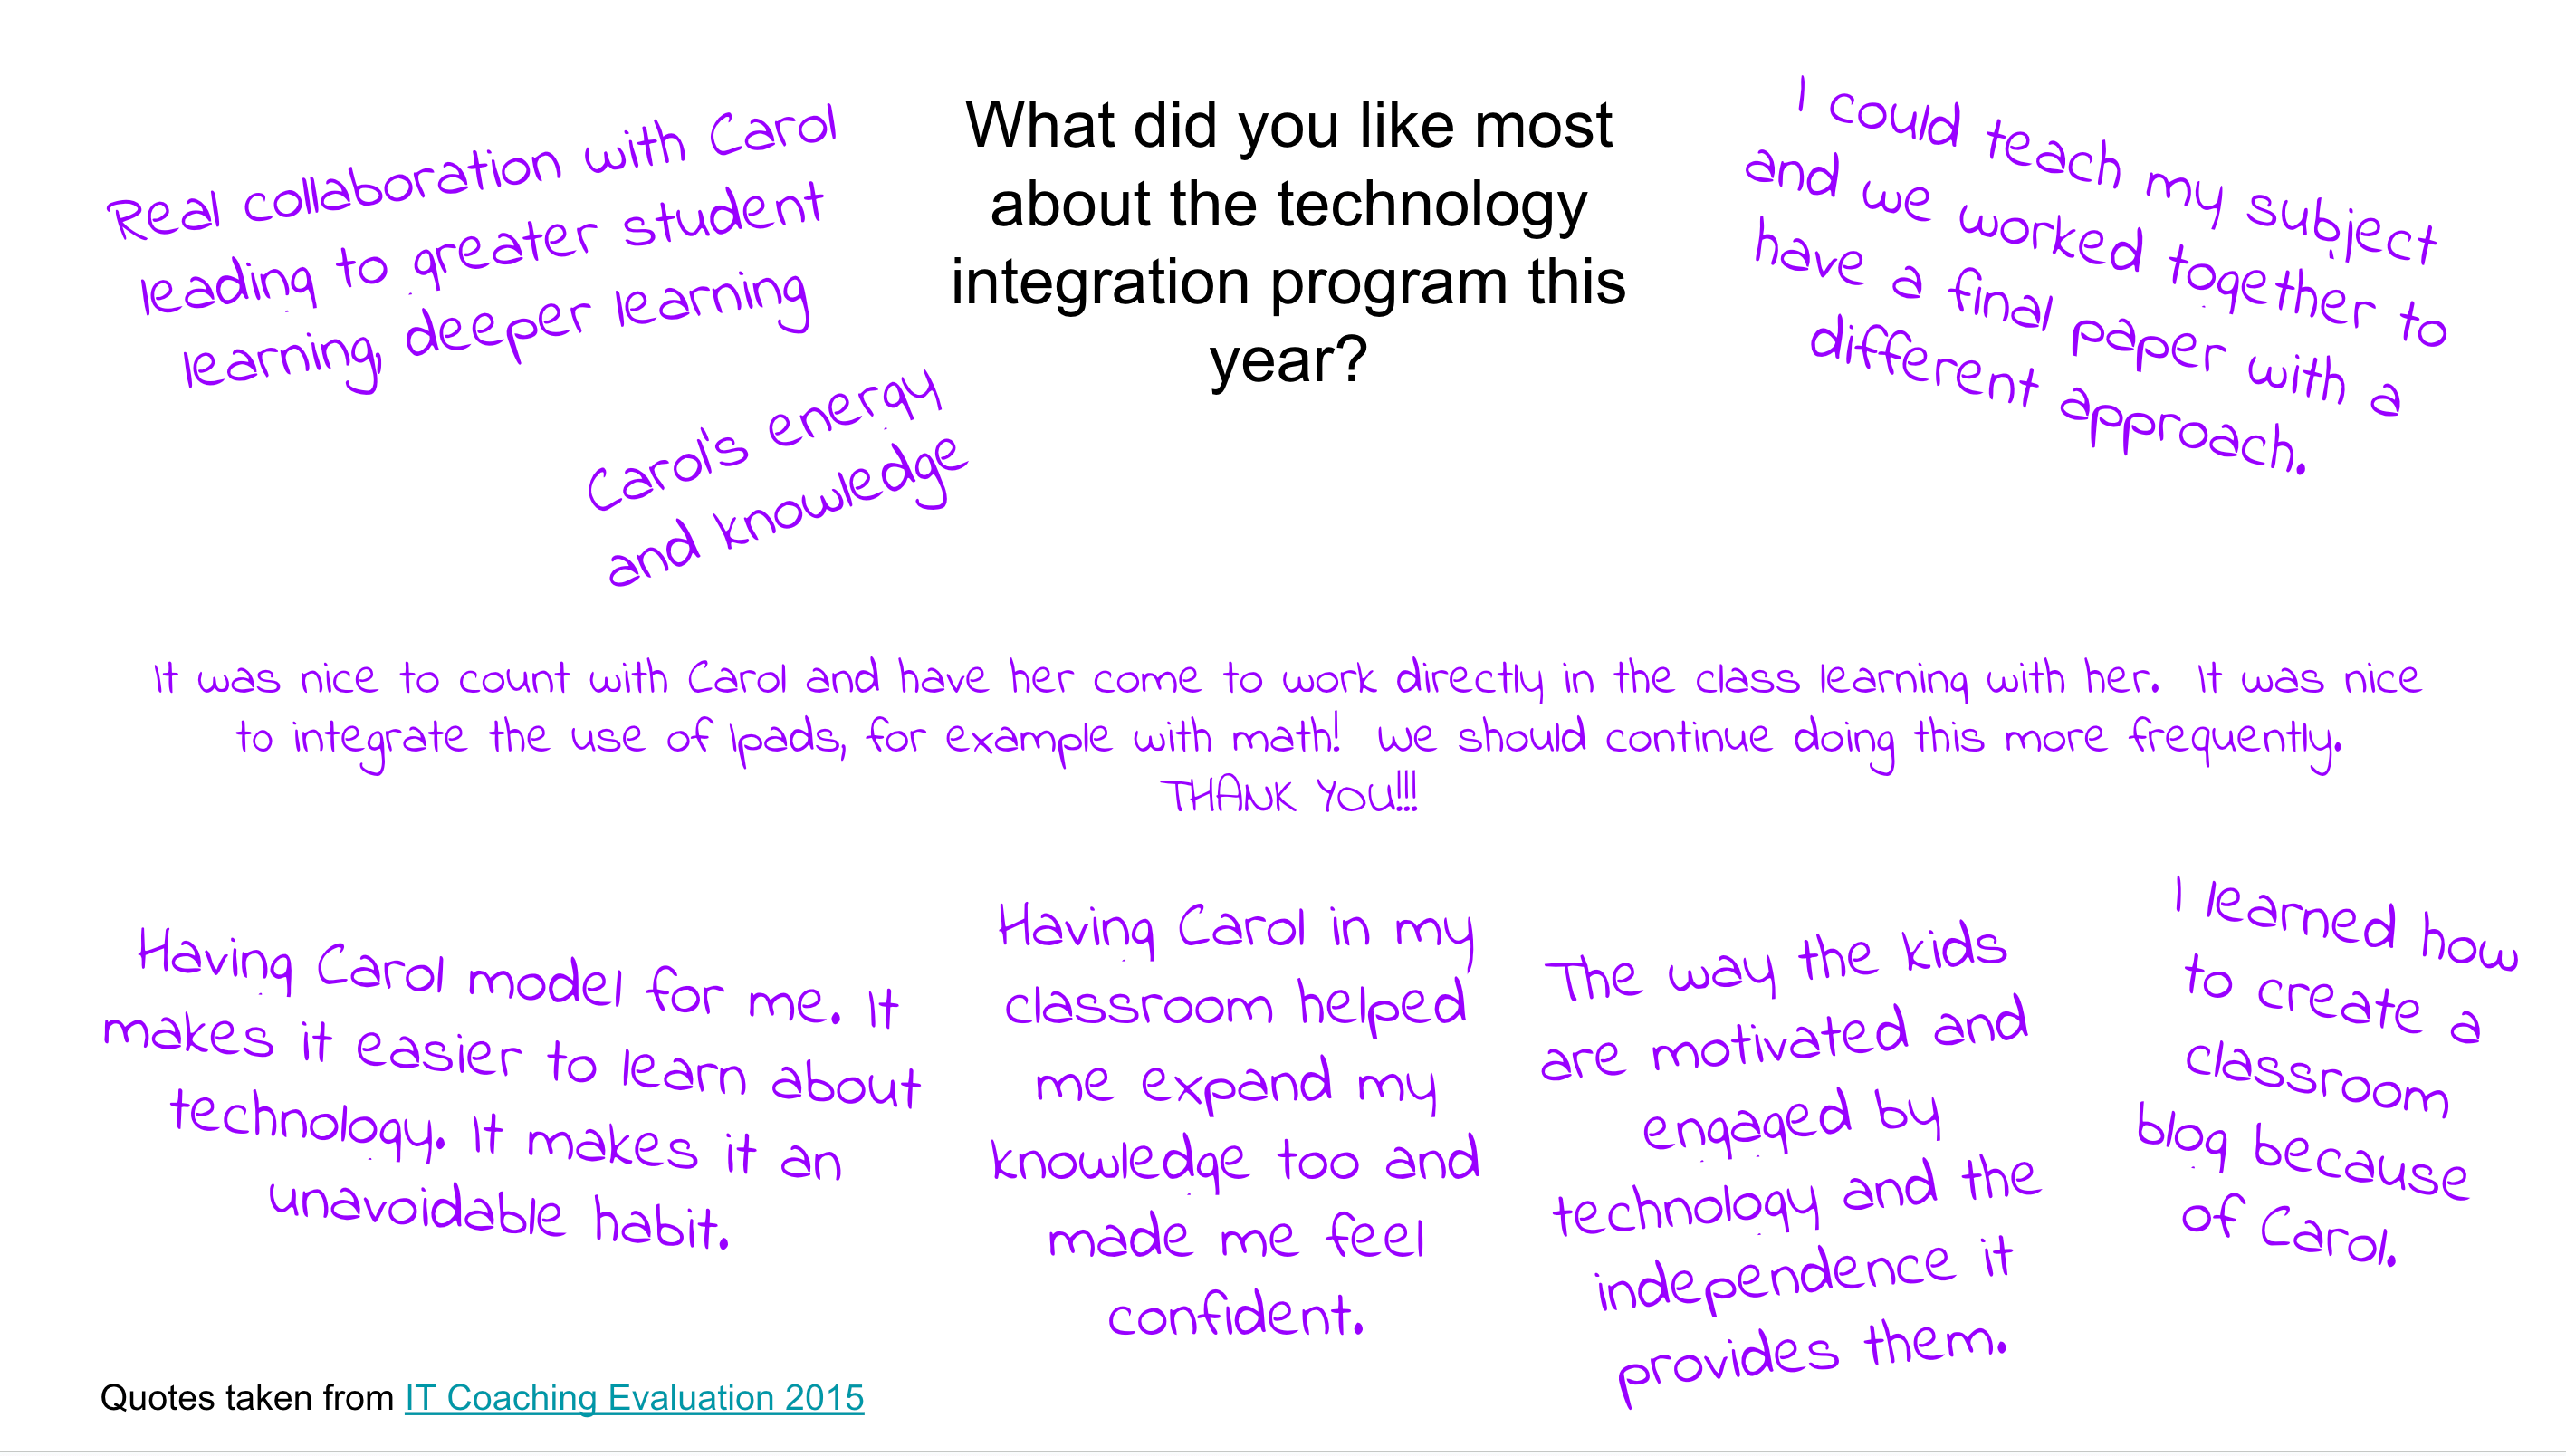 What did you like most
about the technology
integration program this
year?
Real collaboration with Carol
leading to greater student
learning, deeper learning
Carol's energy
and knowledge
I could teach my subject
and we worked together to
have a final paper with a
different approach.
It was nice to count with Carol and have her come to work directly in the class learning with her. It was nice
to integrate the use of Ipads, for example with math! We should continue doing this more frequently.
THANK YOU!!!
Having Carol model for me. It
makes it easier to learn about
technology. It makes it an
unavoidable habit.
Having Carol in my
classroom helped
me expand my
knowledge too and
made me feel
confident.
The way the kids
are motivated and
engaged by
technology and the
independence it
provides them.
I learned how
to create a
classroom
blog because
of Carol.
Quotes taken from IT Coaching Evaluation 2015